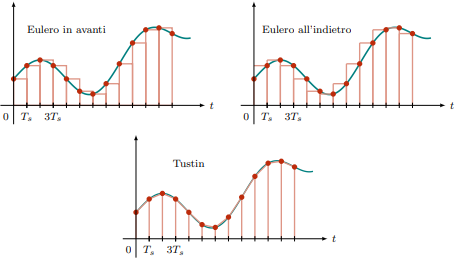 Eulero in avanti
t
0
T_s
3T_s
Eulero all'indietro
t
0
T_s
3T_s
Tustin
t
0
T_s
3T_s